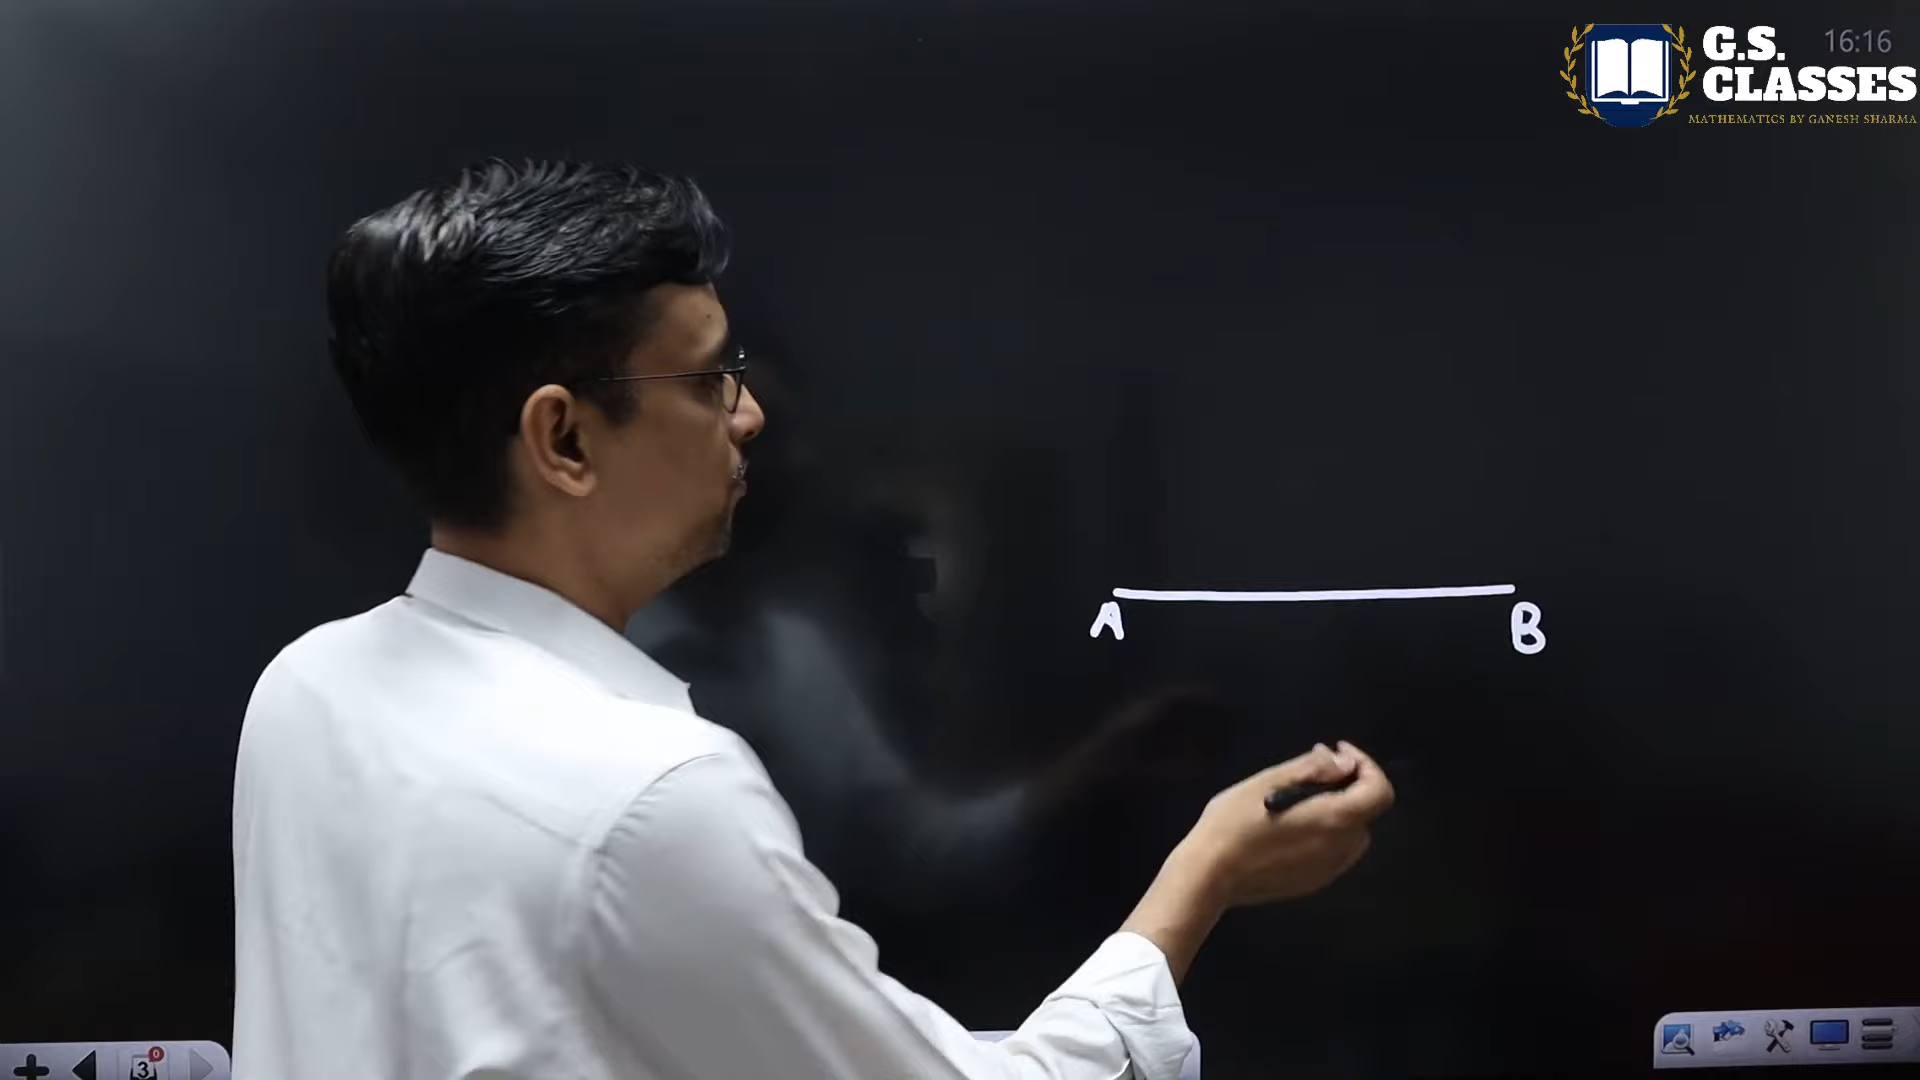 G.S. 16:16
CLASSES
MATHEMATICS BY GANESH SHARMA
A B
3 0